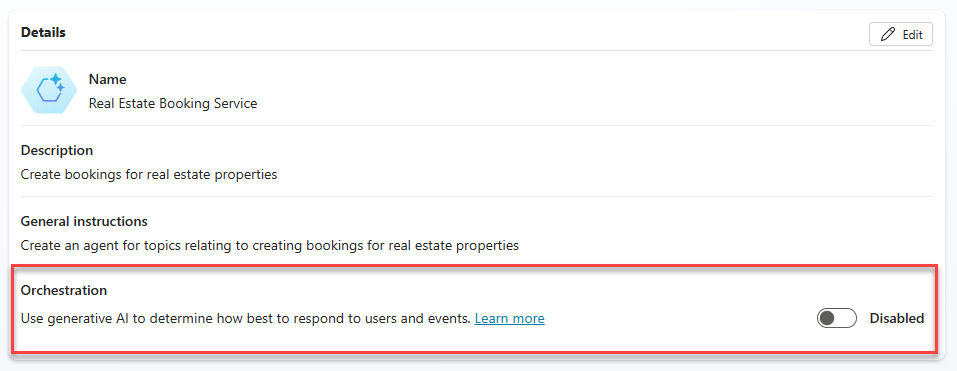 Details
Edit
Name
Real Estate Booking Service
Description
Create bookings for real estate properties
General instructions
Create an agent for topics relating to creating bookings for real estate properties
Orchestration
Use generative AI to determine how best to respond to users and events. Learn more
Disabled